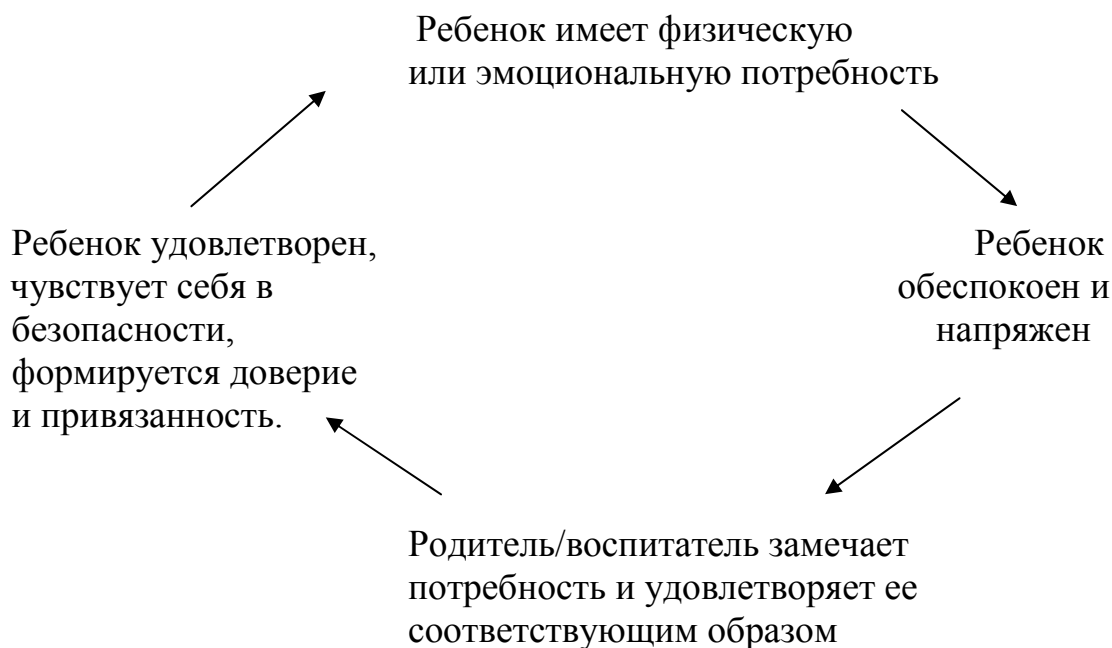 Ребенок имеет физическую
или эмоциональную потребность
Ребенок
обеспокоен и
напряжен
Родитель/воспитатель замечает
потребность и удовлетворяет ее
соответствующим образом
Ребенок удовлетворен,
чувствует себя в
безопасности,
формируется доверие
и привязанность.